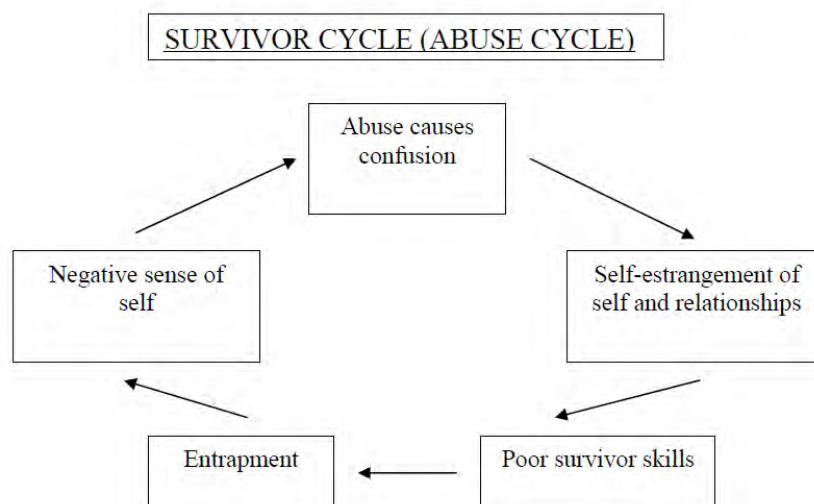 SURVIVOR CYCLE (ABUSE CYCLE)
Abuse causes
confusion
Negative sense of
self
Self-estrangement of
self and relationships
Entrapment
Poor survivor skills